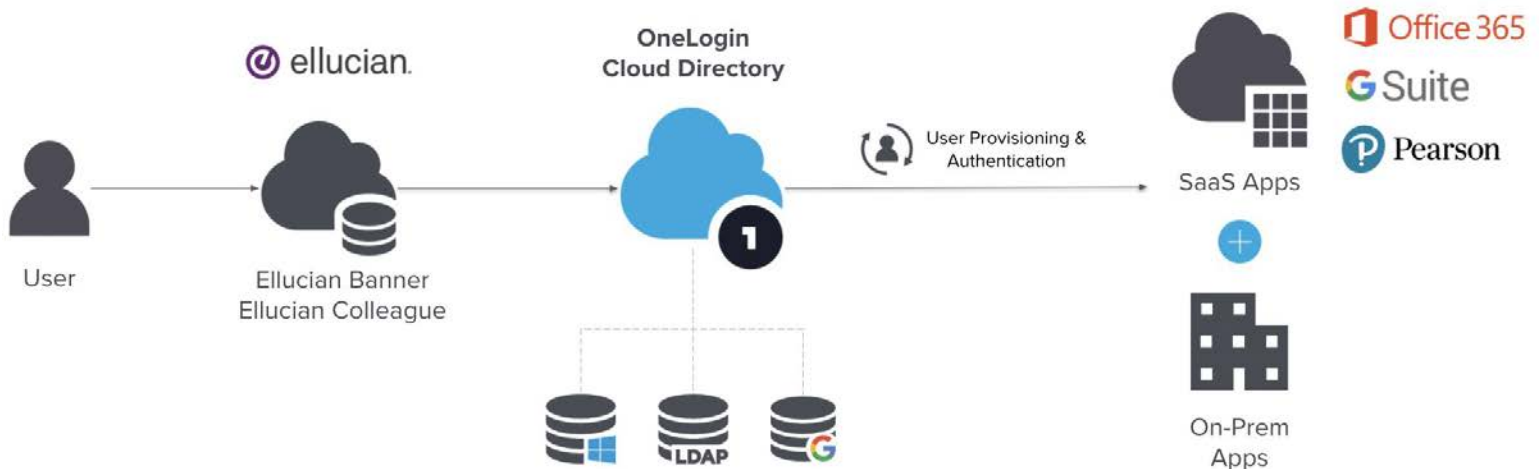 ellucian.
OneLogin
Cloud Directory
Office 365
G Suite
Pearson
User Provisioning &
Authentication
SaaS Apps
1
User
Ellucian Banner
Ellucian Colleague
LDAP
G
On-Prem
Apps